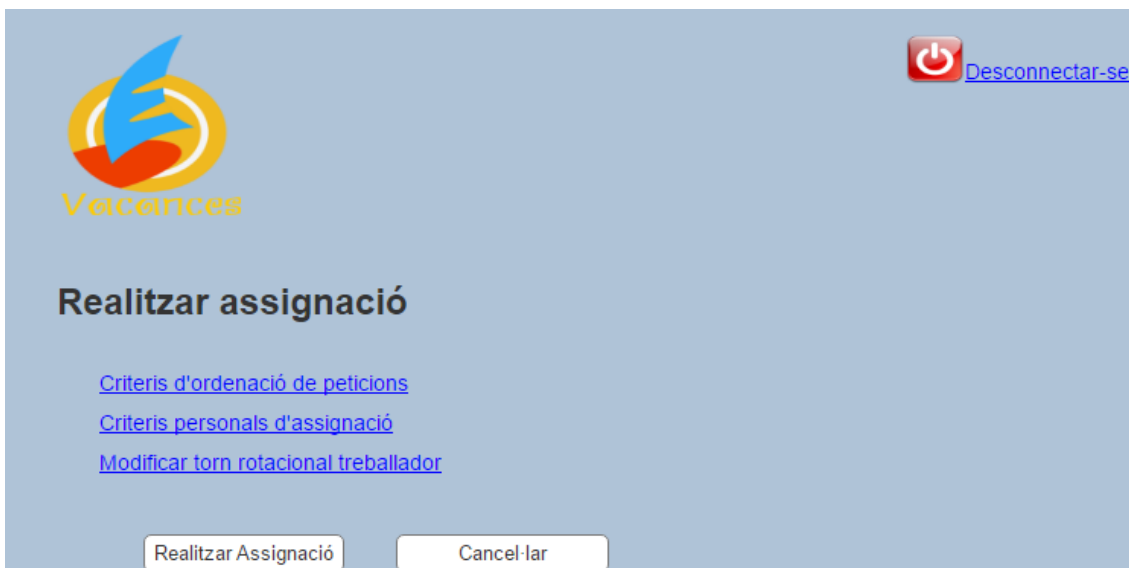 Desconnectar-se
Vacances
Realitzar assignació
Criteris d'ordenació de peticions
Criteris personals d'assignació
Modificar torn rotacional treballador
Realitzar Assignació
Cancel·lar